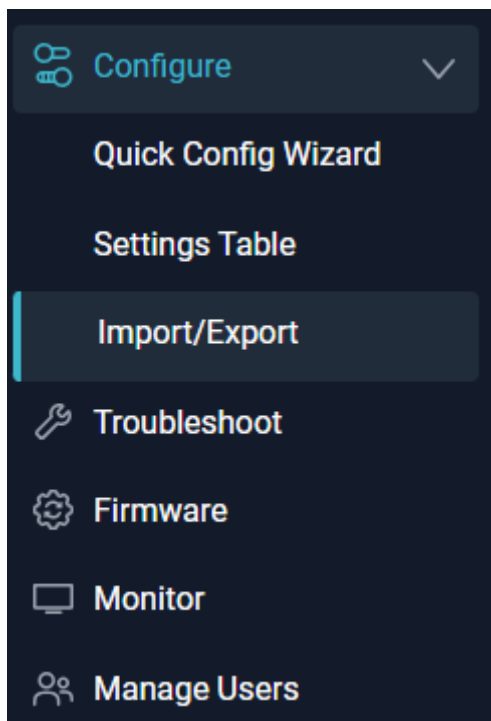 Configure
Quick Config Wizard
Settings Table
Import/Export
Troubleshoot
Firmware
Monitor
Manage Users